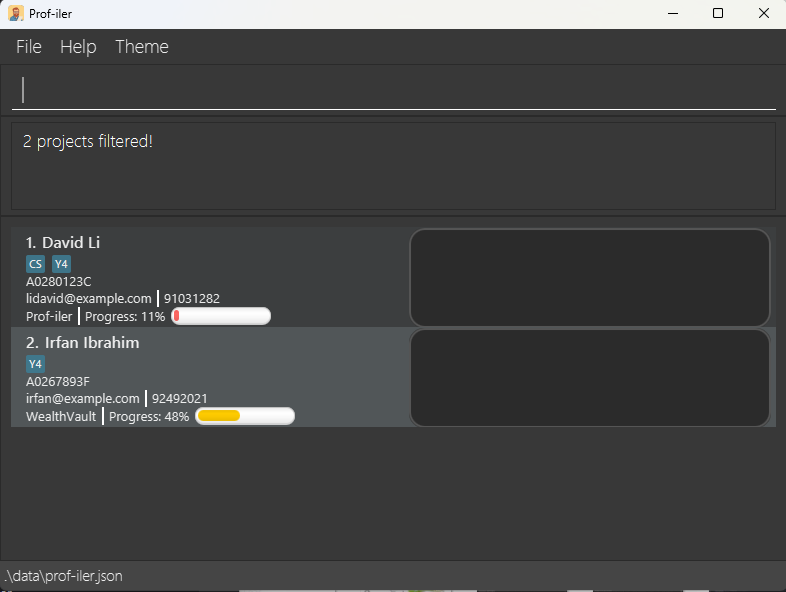 Prof-iler
File Help Theme
2 projects filtered!
1. David Li
CS Y4
A0280123C
lidavid@example.com 91031282
Prof-iler Progress: 11%
2. Irfan Ibrahim
Y4
A0267893F
irfan@example.com 92492021
WealthVault Progress: 48%
.\data\prof-iler.json